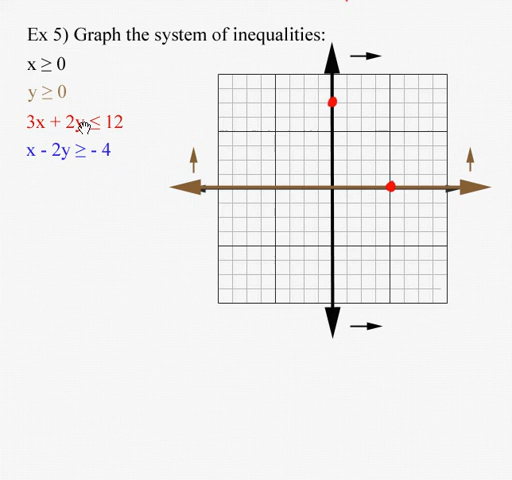 Ex 5) Graph the system of inequalities:
x ≥ 0
y ≥ 0
3x + 2y ≤ 12
x - 2y ≥ - 4